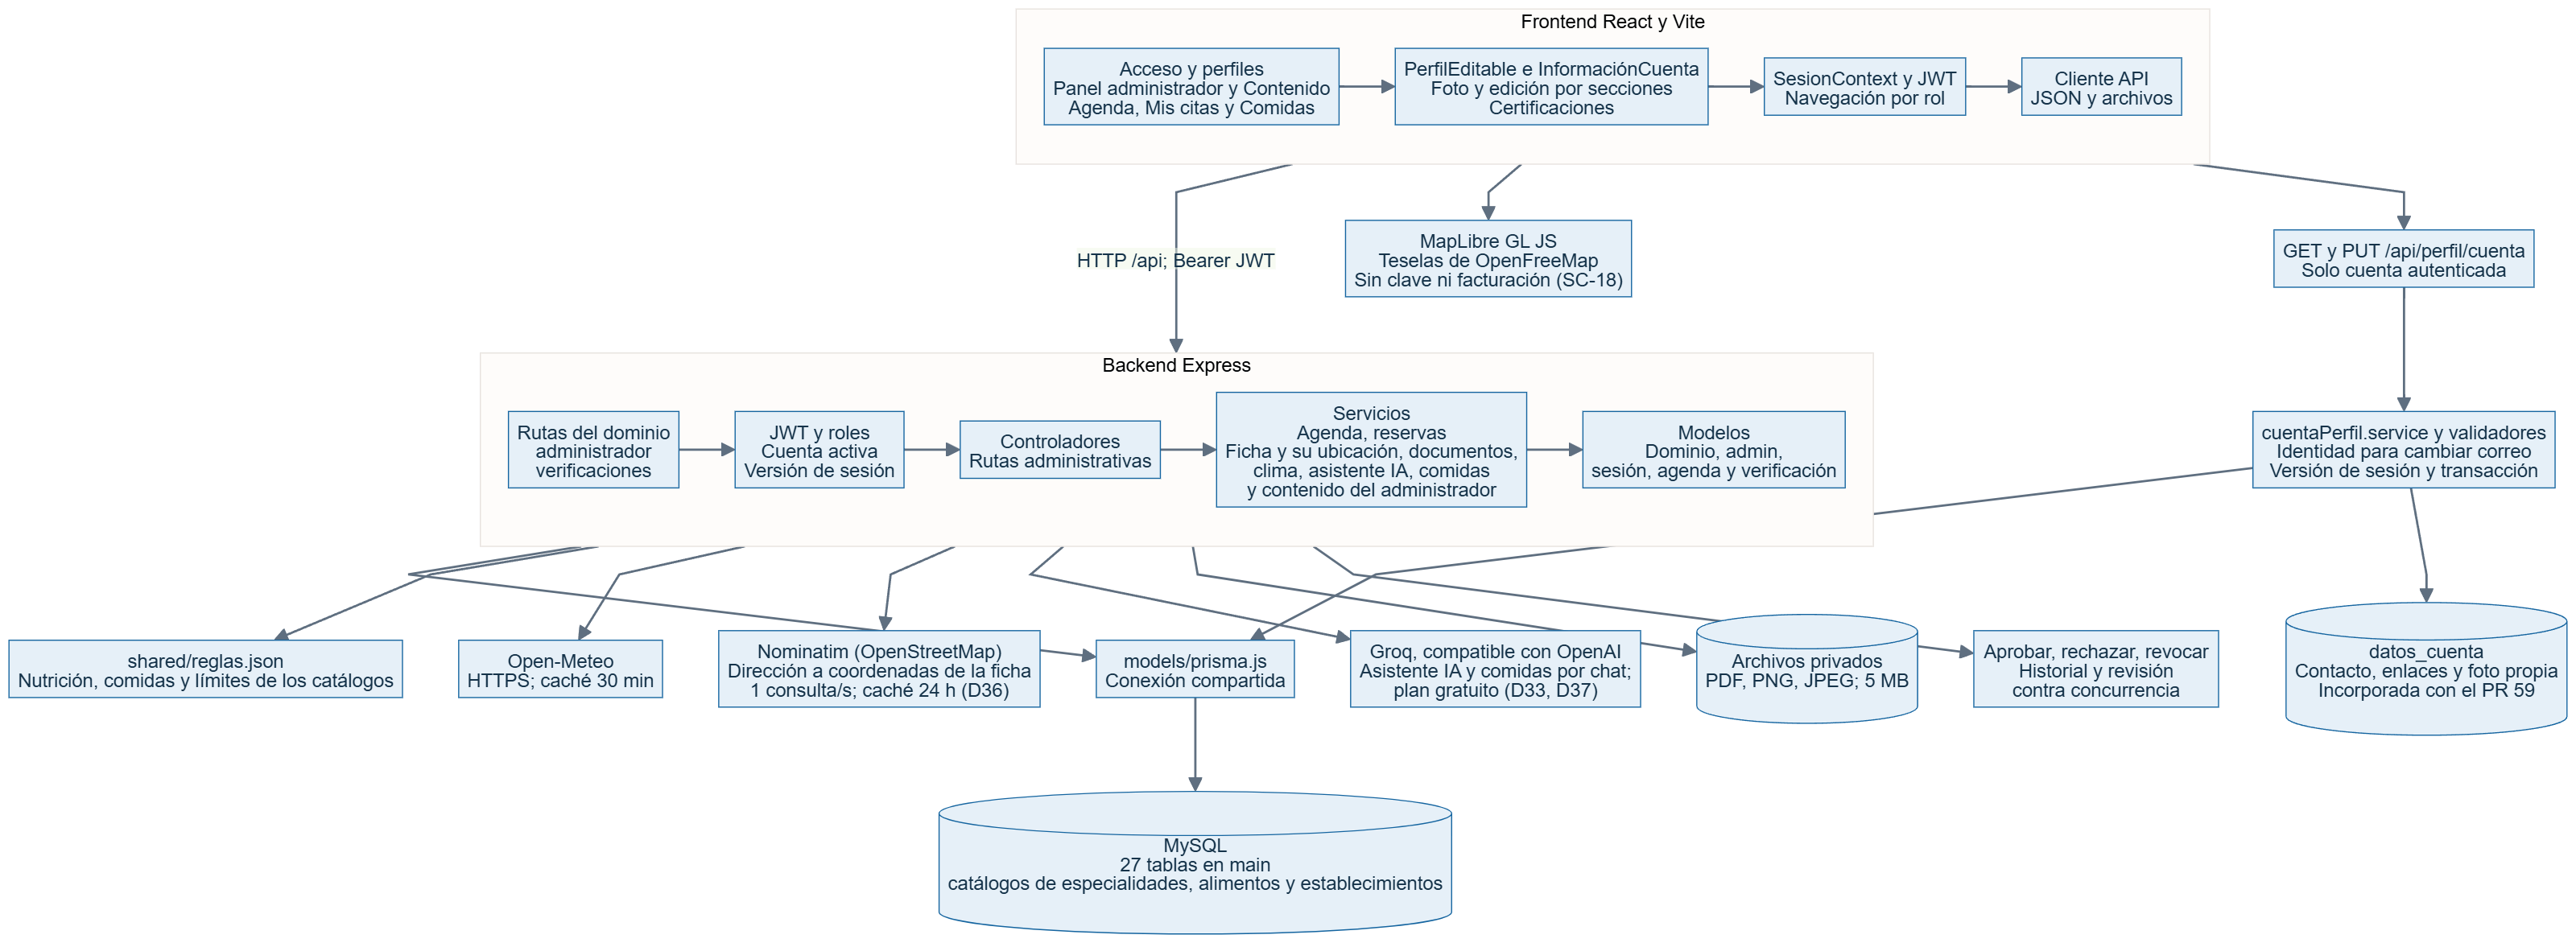 Frontend React y Vite
Acceso y perfiles
Panel administrador y Contenido
Agenda, Mis citas y Comidas
PerfilEditable e InformaciónCuenta
Foto y edición por secciones
Certificaciones
SesionContext y JWT
Navegación por rol
Cliente API
JSON y archivos
HTTP /api; Bearer JWT
MapLibre GL JS
Teselas de OpenFreeMap
Sin clave ni facturación (SC-18)
GET y PUT /api/perfil/cuenta
Solo cuenta autenticada
Backend Express
Rutas del dominio
administrador
verificaciones
JWT y roles
Cuenta activa
Versión de sesión
Controladores
Rutas administrativas
Servicios
Agenda, reservas
Ficha y su ubicación, documentos,
clima, asistente IA, comidas
y contenido del administrador
Modelos
Dominio, admin,
sesión, agenda y verificación
cuentaPerfil.service y validadores
Identidad para cambiar correo
Versión de sesión y transacción
shared/reglas.json
Nutrición, comidas y límites de los catálogos
Open-Meteo
HTTPS; caché 30 min
Nominatim (OpenStreetMap)
Dirección a coordenadas de la ficha
1 consulta/s; caché 24 h (D36)
models/prisma.js
Conexión compartida
Groq, compatible con OpenAI
Asistente IA y comidas por chat;
plan gratuito (D33, D37)
Archivos privados
PDF, PNG, JPEG; 5 MB
Aprobar, rechazar, revocar
Historial y revisión
contra concurrencia
datos_cuenta
Contacto, enlaces y foto propia
Incorporada con el PR 59
MySQL
27 tablas en main
catálogos de especialidades, alimentos y establecimientos